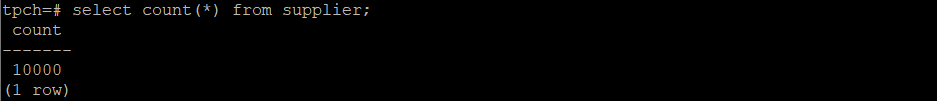 tpch=# select count(*) from supplier;
count
-------
10000
(1 row)